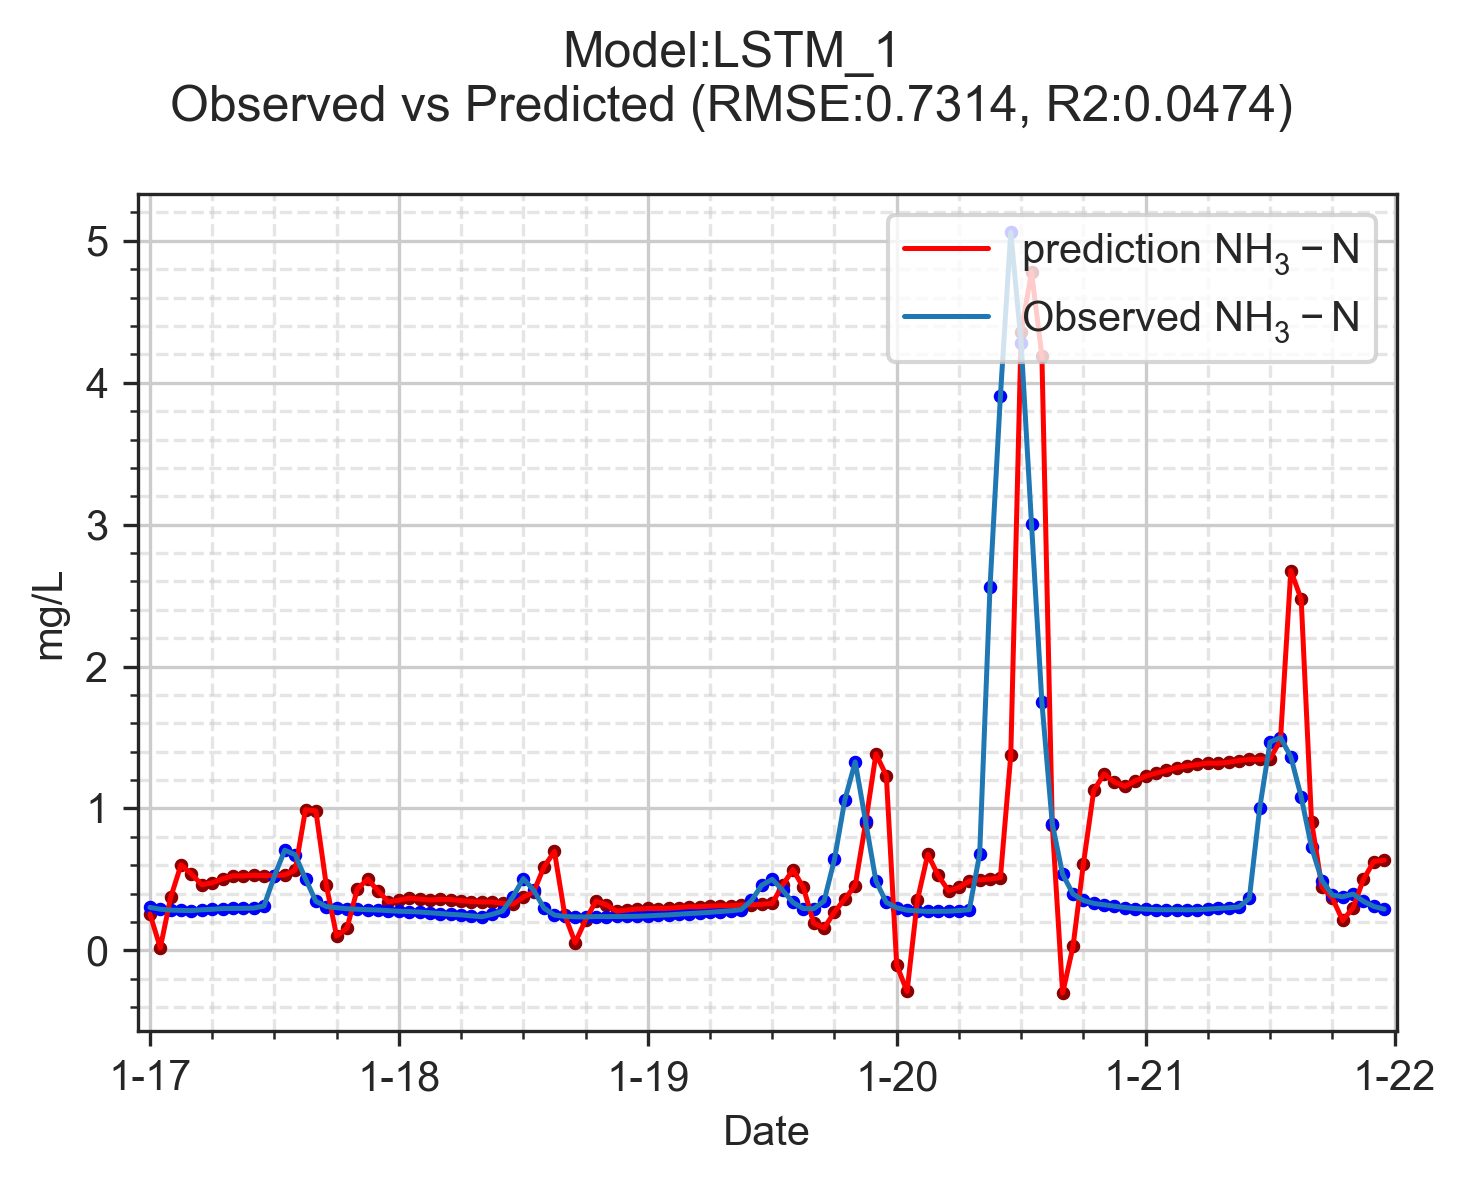 Model:LSTM_1
Observed vs Predicted (RMSE:0.7314, R2:0.0474)
prediction NH₃ − N
Observed NH₃ − N
5
4
3
2
1
0
mg/L
1-17 1-18 1-19 1-20 1-21 1-22
Date